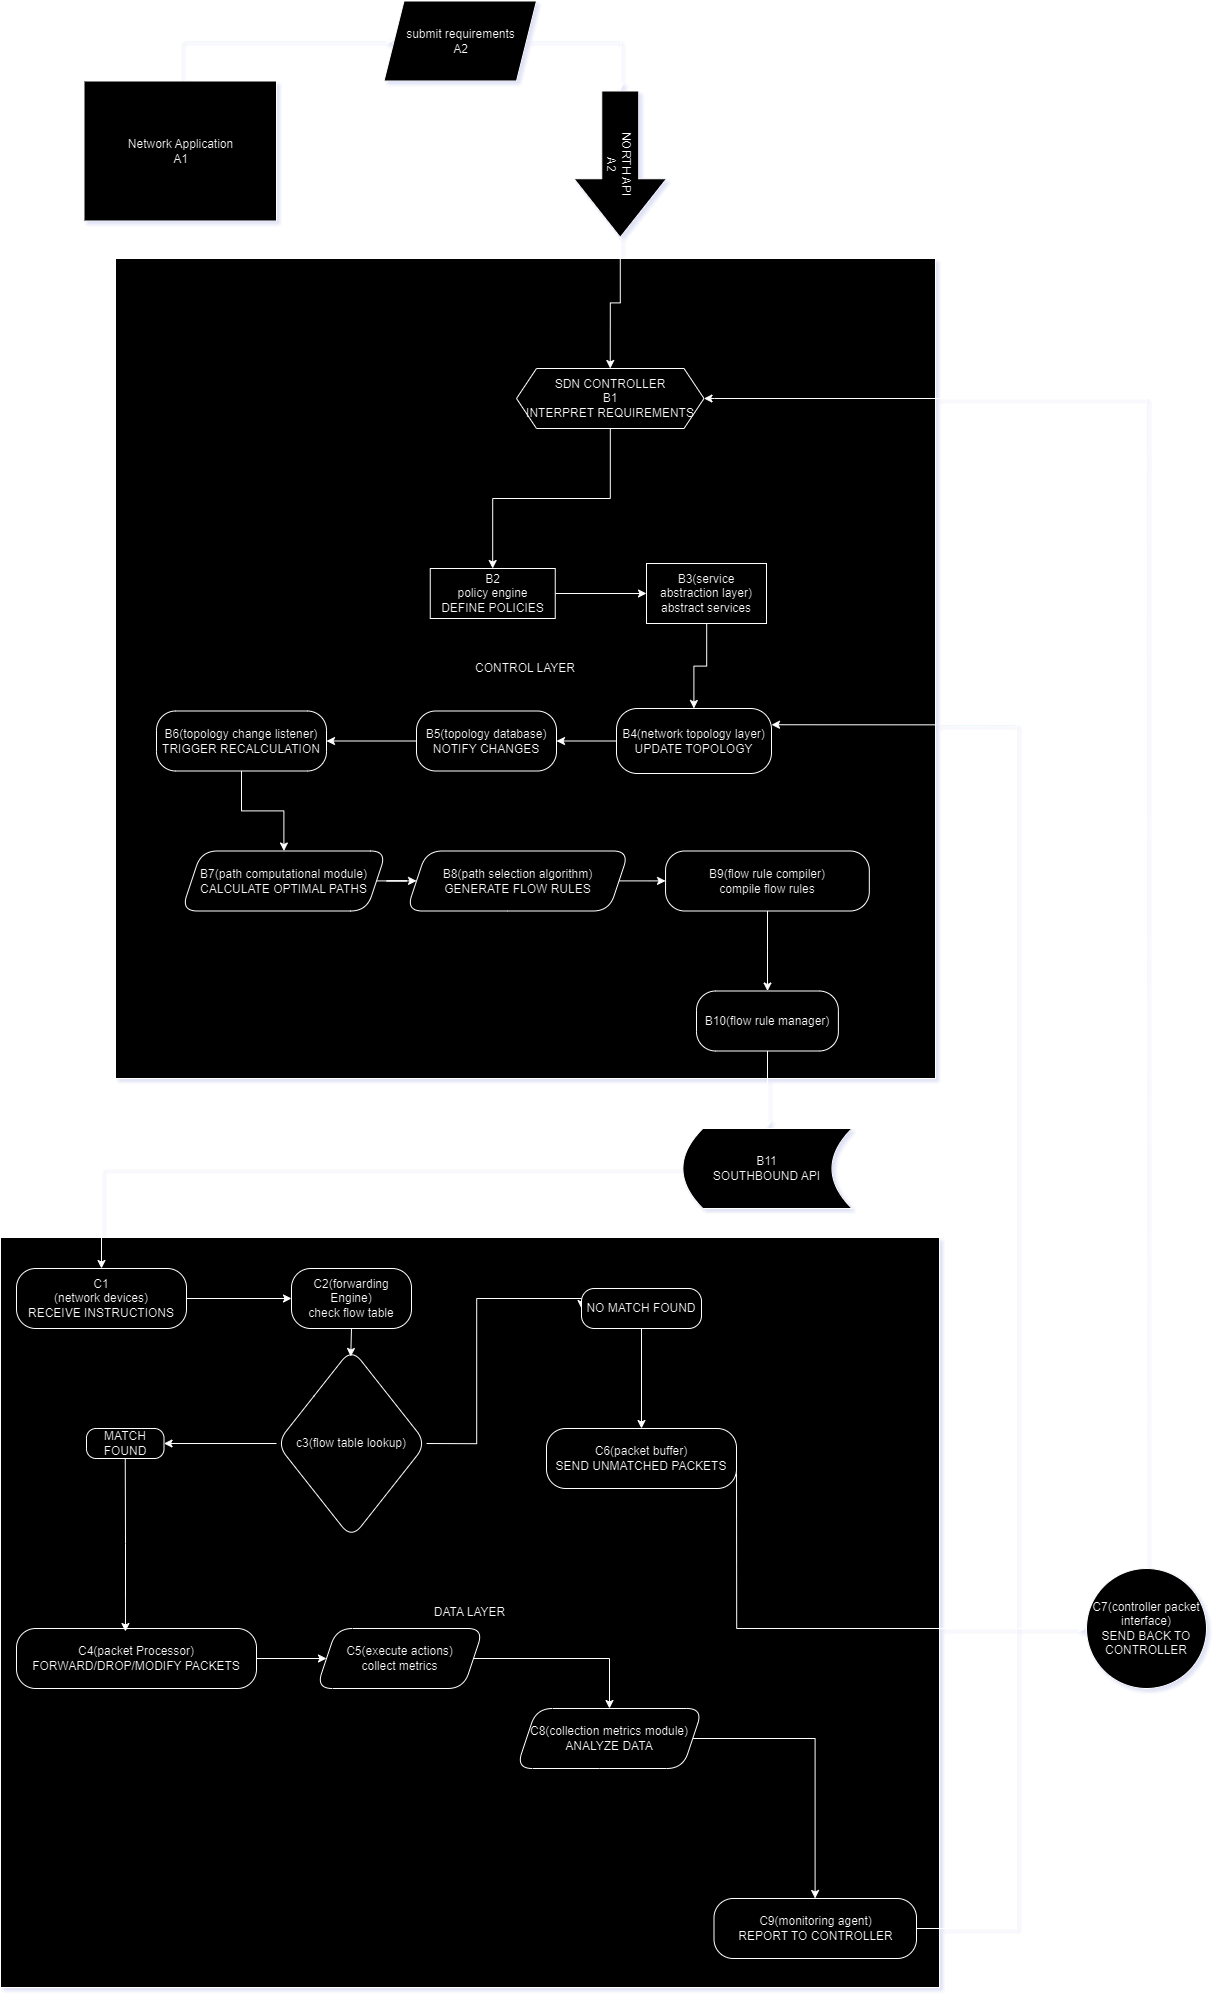 submit requirements
A2
Network Application
A1
NORTH API
A2
SDN CONTROLLER
B1
INTERPRET REQUIREMENTS
B2
policy engine
DEFINE POLICIES
B3(service
abstraction layer)
abstract services
CONTROL LAYER
B6(topology change listener)
TRIGGER RECALCULATION
B5(topology database)
NOTIFY CHANGES
B4(network topology layer)
UPDATE TOPOLOGY
B7(path computational module)
CALCULATE OPTIMAL PATHS
B8(path selection algorithm)
GENERATE FLOW RULES
B9(flow rule compiler)
compile flow rules
B10(flow rule manager)
B11
SOUTHBOUND API
C1
(network devices)
RECEIVE INSTRUCTIONS
C2(forwarding
Engine)
check flow table
NO MATCH FOUND
MATCH
FOUND
c3(flow table lookup)
C6(packet buffer)
SEND UNMATCHED PACKETS
C7(controller packet
interface)
SEND BACK TO
CONTROLLER
DATA LAYER
C4(packet Processor)
FORWARD/DROP/MODIFY PACKETS
C5(execute actions)
collect metrics
C8(collection metrics module)
ANALYZE DATA
C9(monitoring agent)
REPORT TO CONTROLLER